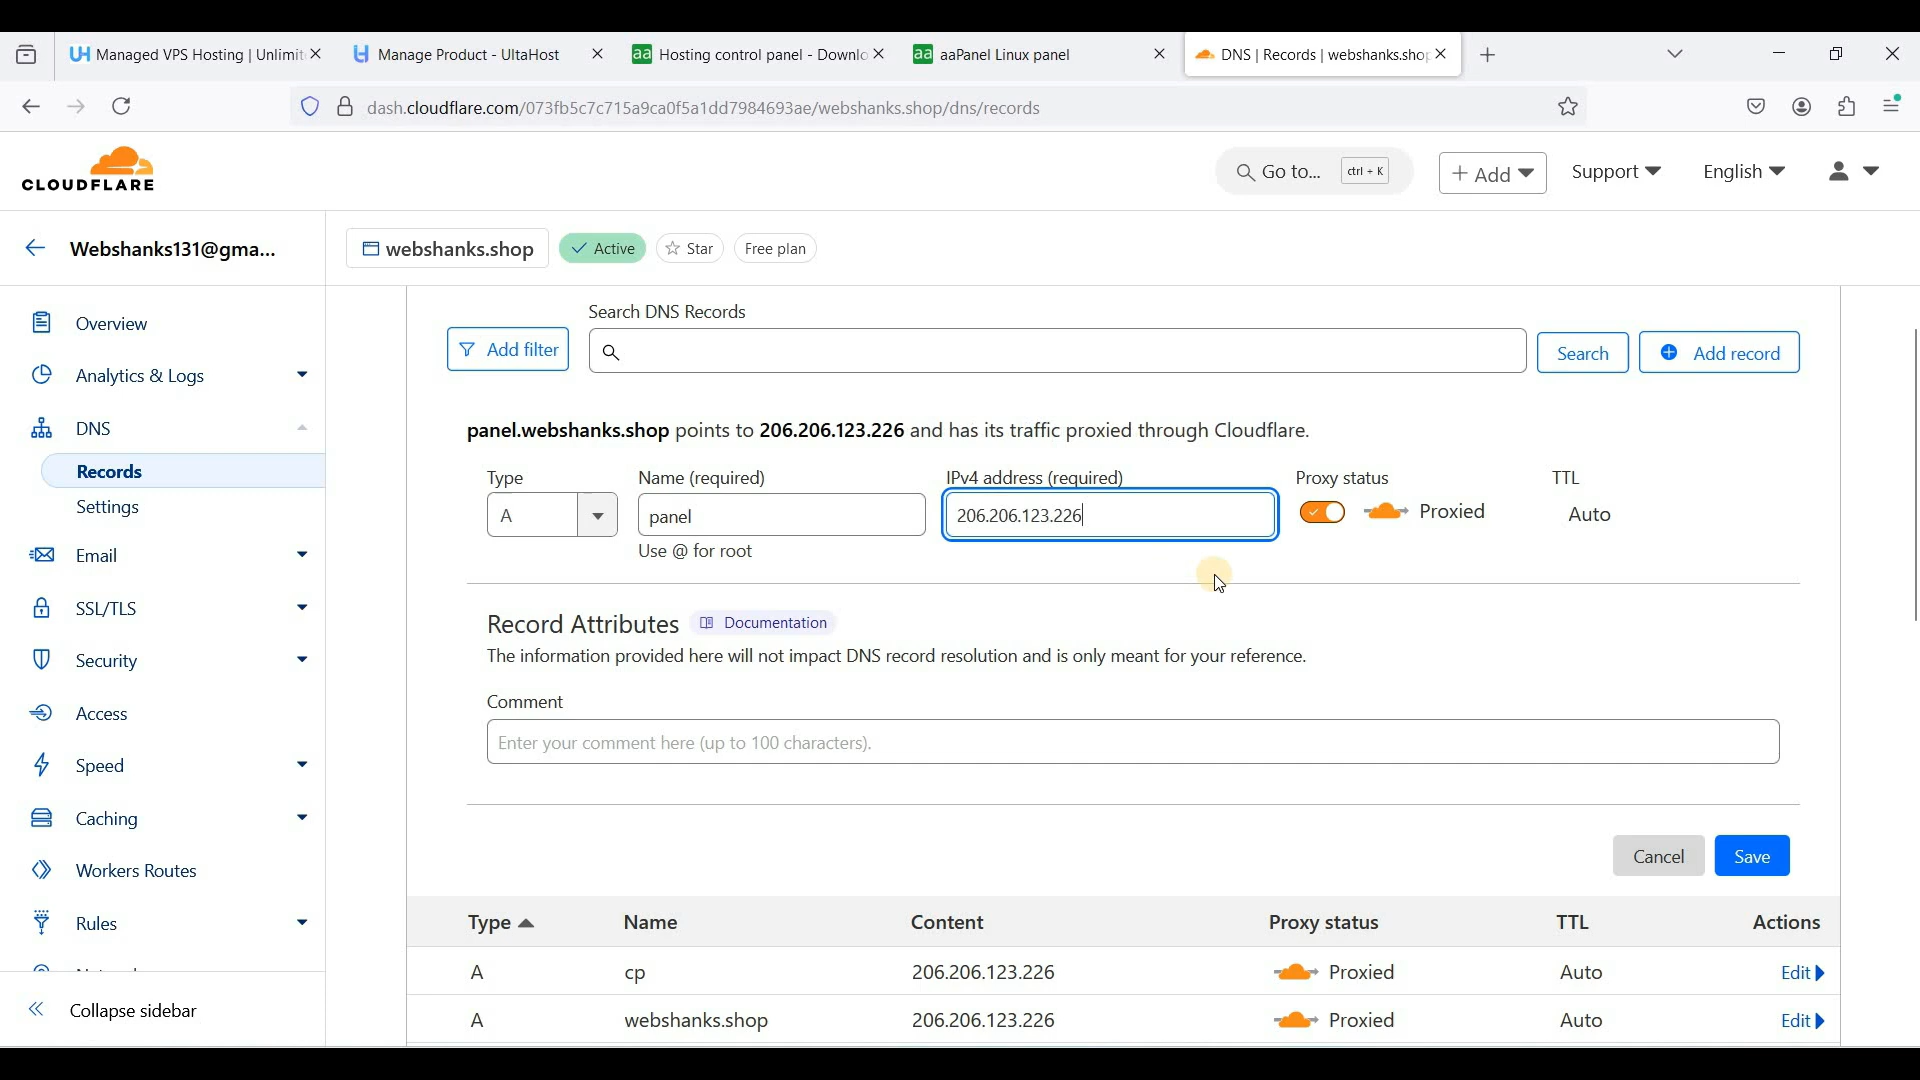 Managed VPS Hosting | Unlimit
Manage Product - UltaHost
Hosting control panel - Downlo
aaPanel Linux panel
DNS | Records | webshanks.shop
dash.cloudflare.com/073fb5c7c715a9ca0f5a1dd7984693ae/webshanks.shop/dns/records
CLOUDFLARE
Go to... ctrl + K
+ Add
Support
English
Webshanks131@gma...
webshanks.shop
Active
Star
Free plan
Overview
Analytics & Logs
DNS
Records
Settings
Email
SSL/TLS
Security
Access
Speed
Caching
Workers Routes
Rules
Collapse sidebar
Search DNS Records
Add filter
Search
Add record
panel.webshanks.shop points to 206.206.123.226 and has its traffic proxied through Cloudflare.
Type Name (required) IPv4 address (required) Proxy status TTL
A panel 206.206.123.226 Proxied Auto
Use @ for root
Record Attributes Documentation
The information provided here will not impact DNS record resolution and is only meant for your reference.
Comment
Enter your comment here (up to 100 characters).
Cancel Save
Type Name Content Proxy status TTL Actions
A cp 206.206.123.226 Proxied Auto Edit
A webshanks.shop 206.206.123.226 Proxied Auto Edit